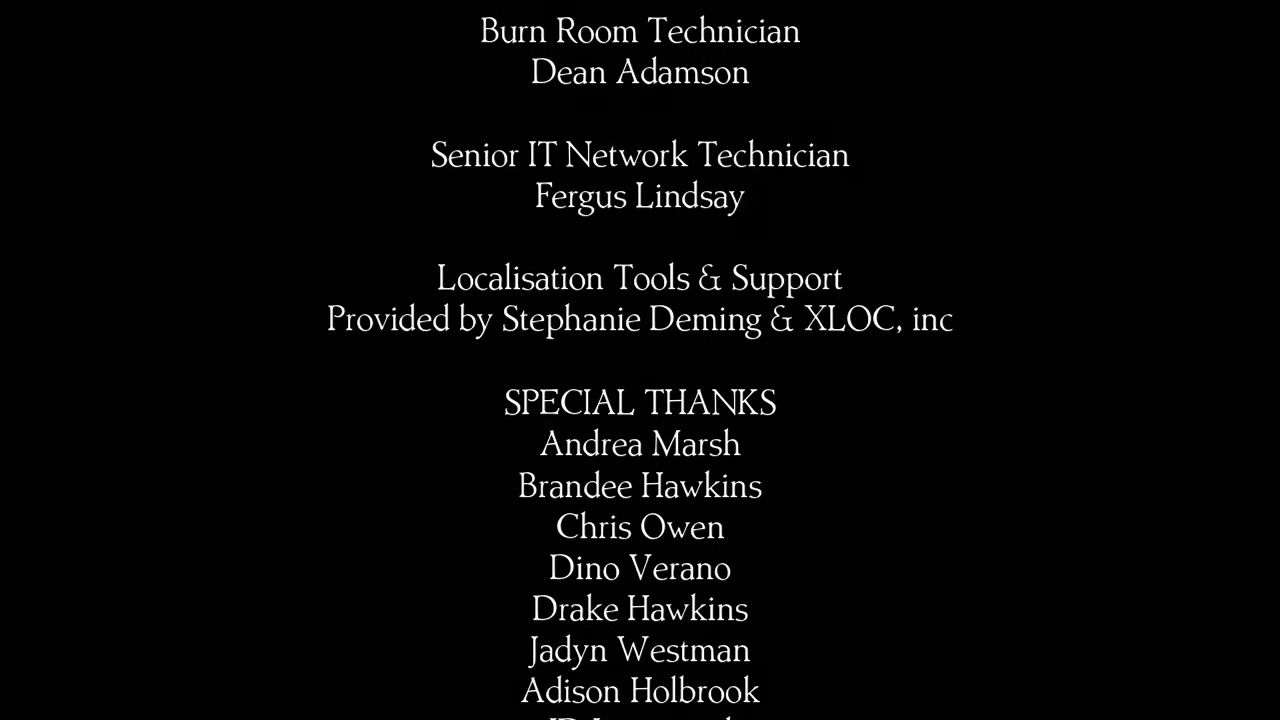 Burn Room Technician
Dean Adamson
Senior IT Network Technician
Fergus Lindsay
Localisation Tools & Support
Provided by Stephanie Deming & XLOC, inc
SPECIAL THANKS
Andrea Marsh
Brandee Hawkins
Chris Owen
Dino Verano
Drake Hawkins
Jadyn Westman
Adison Holbrook